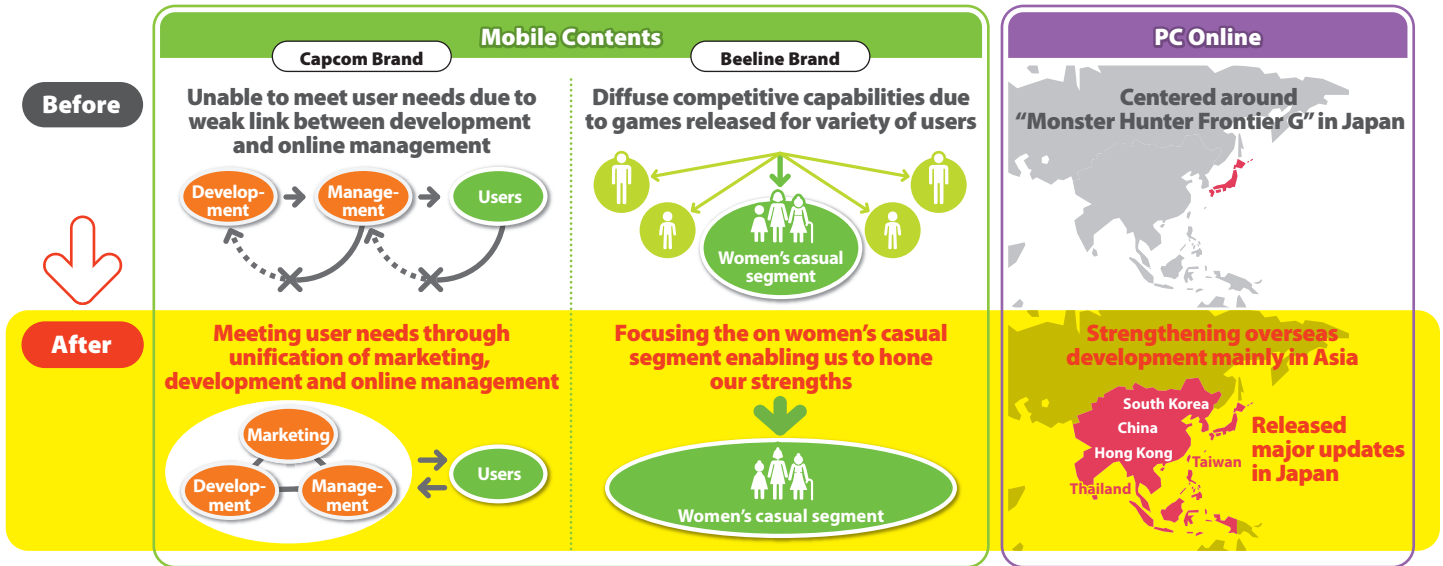 Mobile Contents
PC Online
Capcom Brand
Beeline Brand
Before
Unable to meet user needs due to
weak link between development
and online management
Develop-
ment
Manage-
ment
Users
Diffuse competitive capabilities due
to games released for variety of users
Women's casual
segment
Centered around
“Monster Hunter Frontier G” in Japan
After
Meeting user needs through
unification of marketing,
development and online management
Marketing
Develop-
ment
Manage-
ment
Users
Focusing the on women's casual
segment enabling us to hone
our strengths
Women's casual segment
Strengthening overseas
development mainly in Asia
South Korea
China
Hong Kong
Taiwan
Thailand
Released
major updates
in Japan